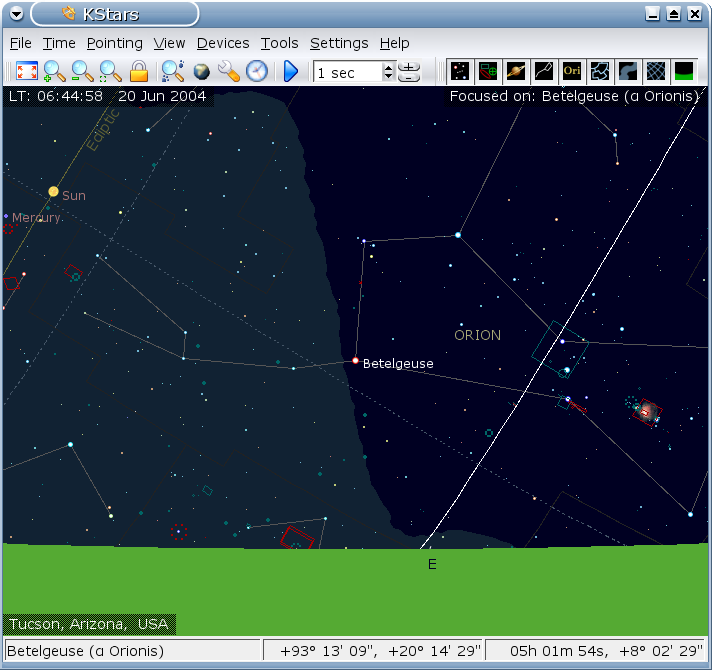 KStars
File Time Pointing View Devices Tools Settings Help
1 sec
Ori
LT: 06:44:58 20 Jun 2004 Focused on: Betelgeuse (α Orionis)
Ecliptic
Sun
Mercury
ORION
Betelgeuse
E
Tucson, Arizona, USA
Betelgeuse (α Orionis) +93° 13' 09", +20° 14' 29" 05h 01m 54s, +8° 02' 29"